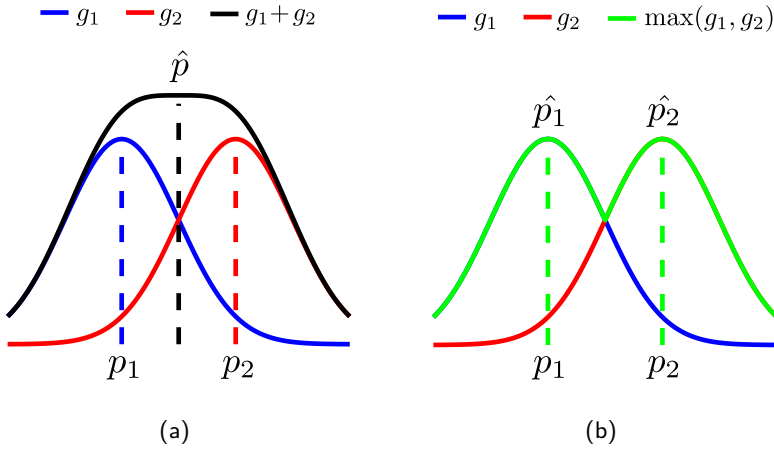 g₁ g₂ g₁+g₂
p̂
p₁ p₂
(a)
g₁ g₂ max(g₁, g₂)
p̂₁ p̂₂
p₁ p₂
(b)